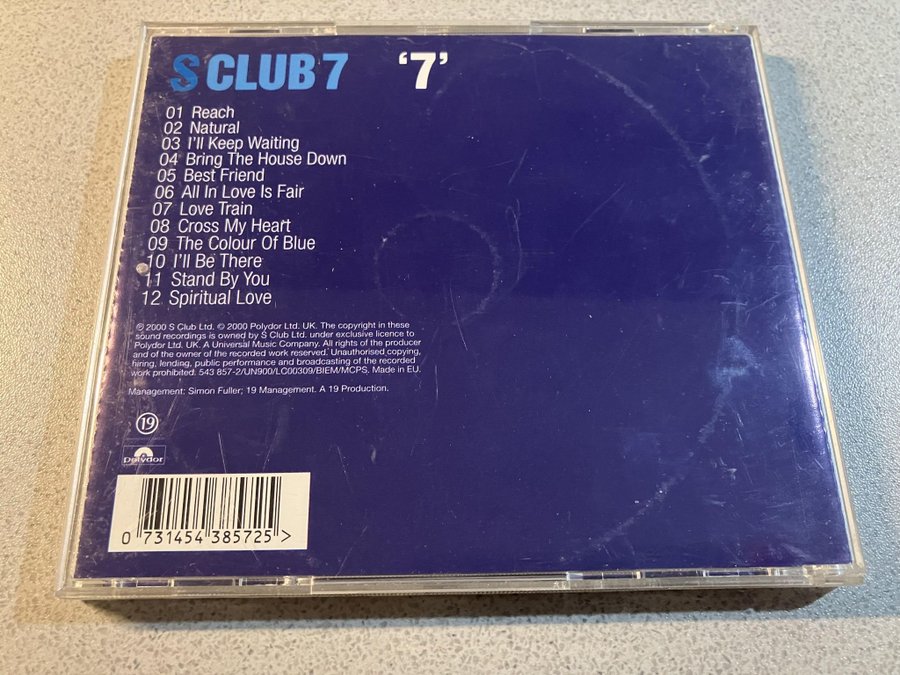 S CLUB 7 ‘7’
01 Reach
02 Natural
03 I'll Keep Waiting
04 Bring The House Down
05 Best Friend
06 All In Love Is Fair
07 Love Train
08 Cross My Heart
09 The Colour Of Blue
10 I'll Be There
11 Stand By You
12 Spiritual Love
℗ 2000 S Club Ltd. © 2000 Polydor Ltd. UK. The copyright in these
sound recordings is owned by S Club Ltd. under exclusive licence to
Polydor Ltd. UK. A Universal Music Company. All rights of the producer
and of the owner of the recorded work reserved. Unauthorised copying,
hiring, lending, public performance and broadcasting of the recorded
work prohibited. 543 857-2/UN900/LC00309/BIEM/MCPS. Made in EU.
Management: Simon Fuller; 19 Management. A 19 Production.
19
Polydor
0 731454 385725 >